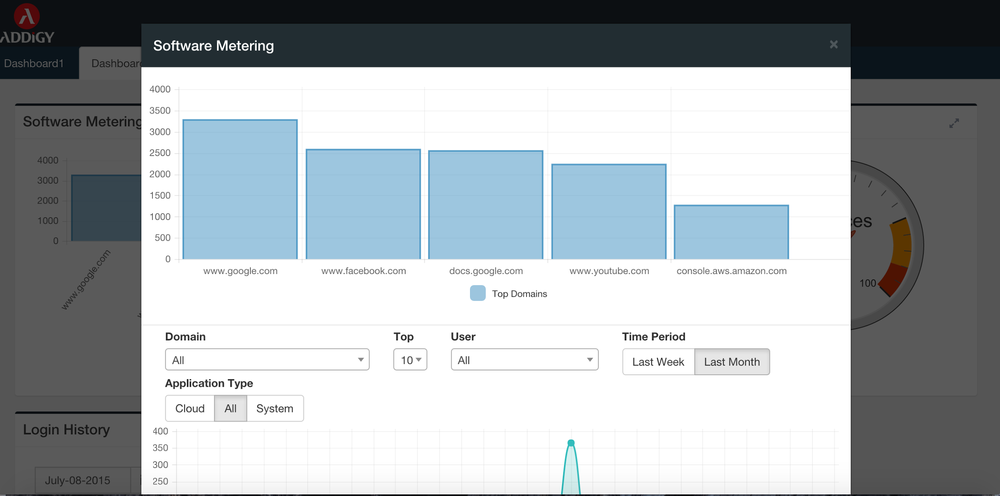 ADDiGY
Software Metering
×
Dashboard1
4000
3500
3000
2500
2000
1500
1000
500
0
www.google.com
www.facebook.com
docs.google.com
www.youtube.com
console.aws.amazon.com
Top Domains
Software Metering
4000
3000
2000
1000
0
www.google.com
100
Domain
Top
User
Time Period
All
10
All
Last Week
Last Month
Application Type
Cloud
All
System
400
350
300
250
Login History
July-08-2015